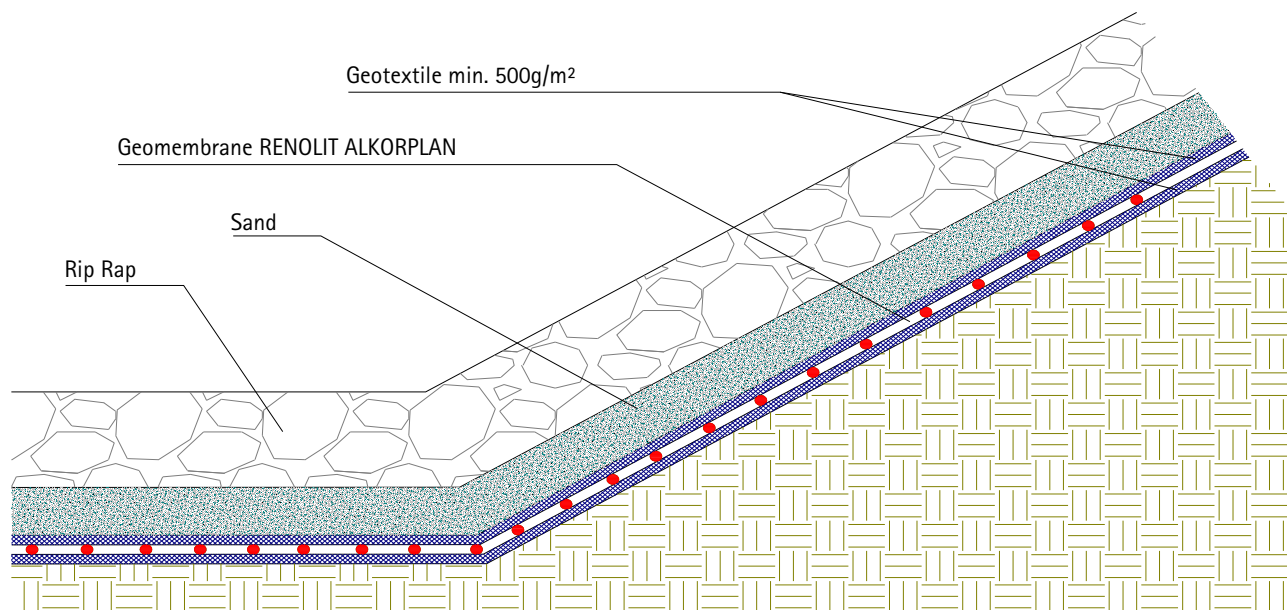 Geotextile min. 500g/m²
Geomembrane RENOLIT ALKORPLAN
Sand
Rip Rap